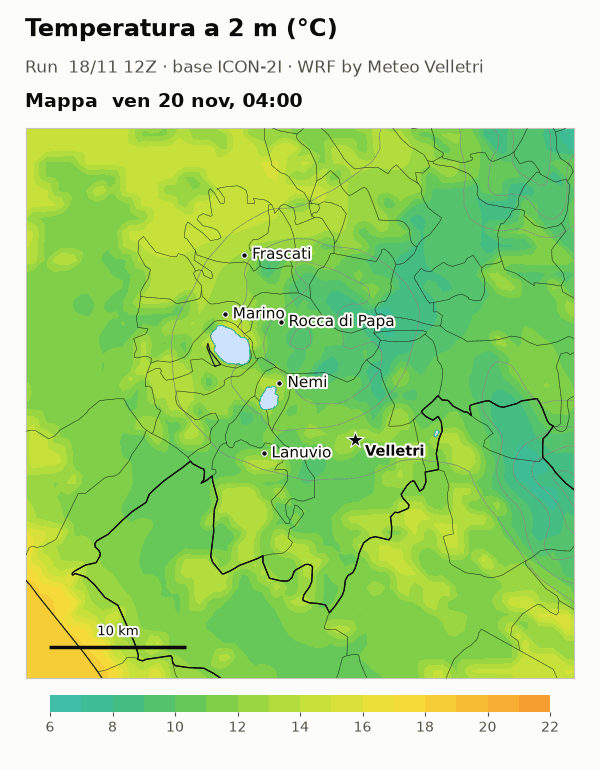 Temperatura a 2 m (°C)
Run  18/11 12Z · base ICON-2I · WRF by Meteo Velletri
Mappa  ven 20 nov, 04:00
Frascati
Marino
Rocca di Papa
Nemi
Velletri
Lanuvio
10 km
6 8 10 12 14 16 18 20 22